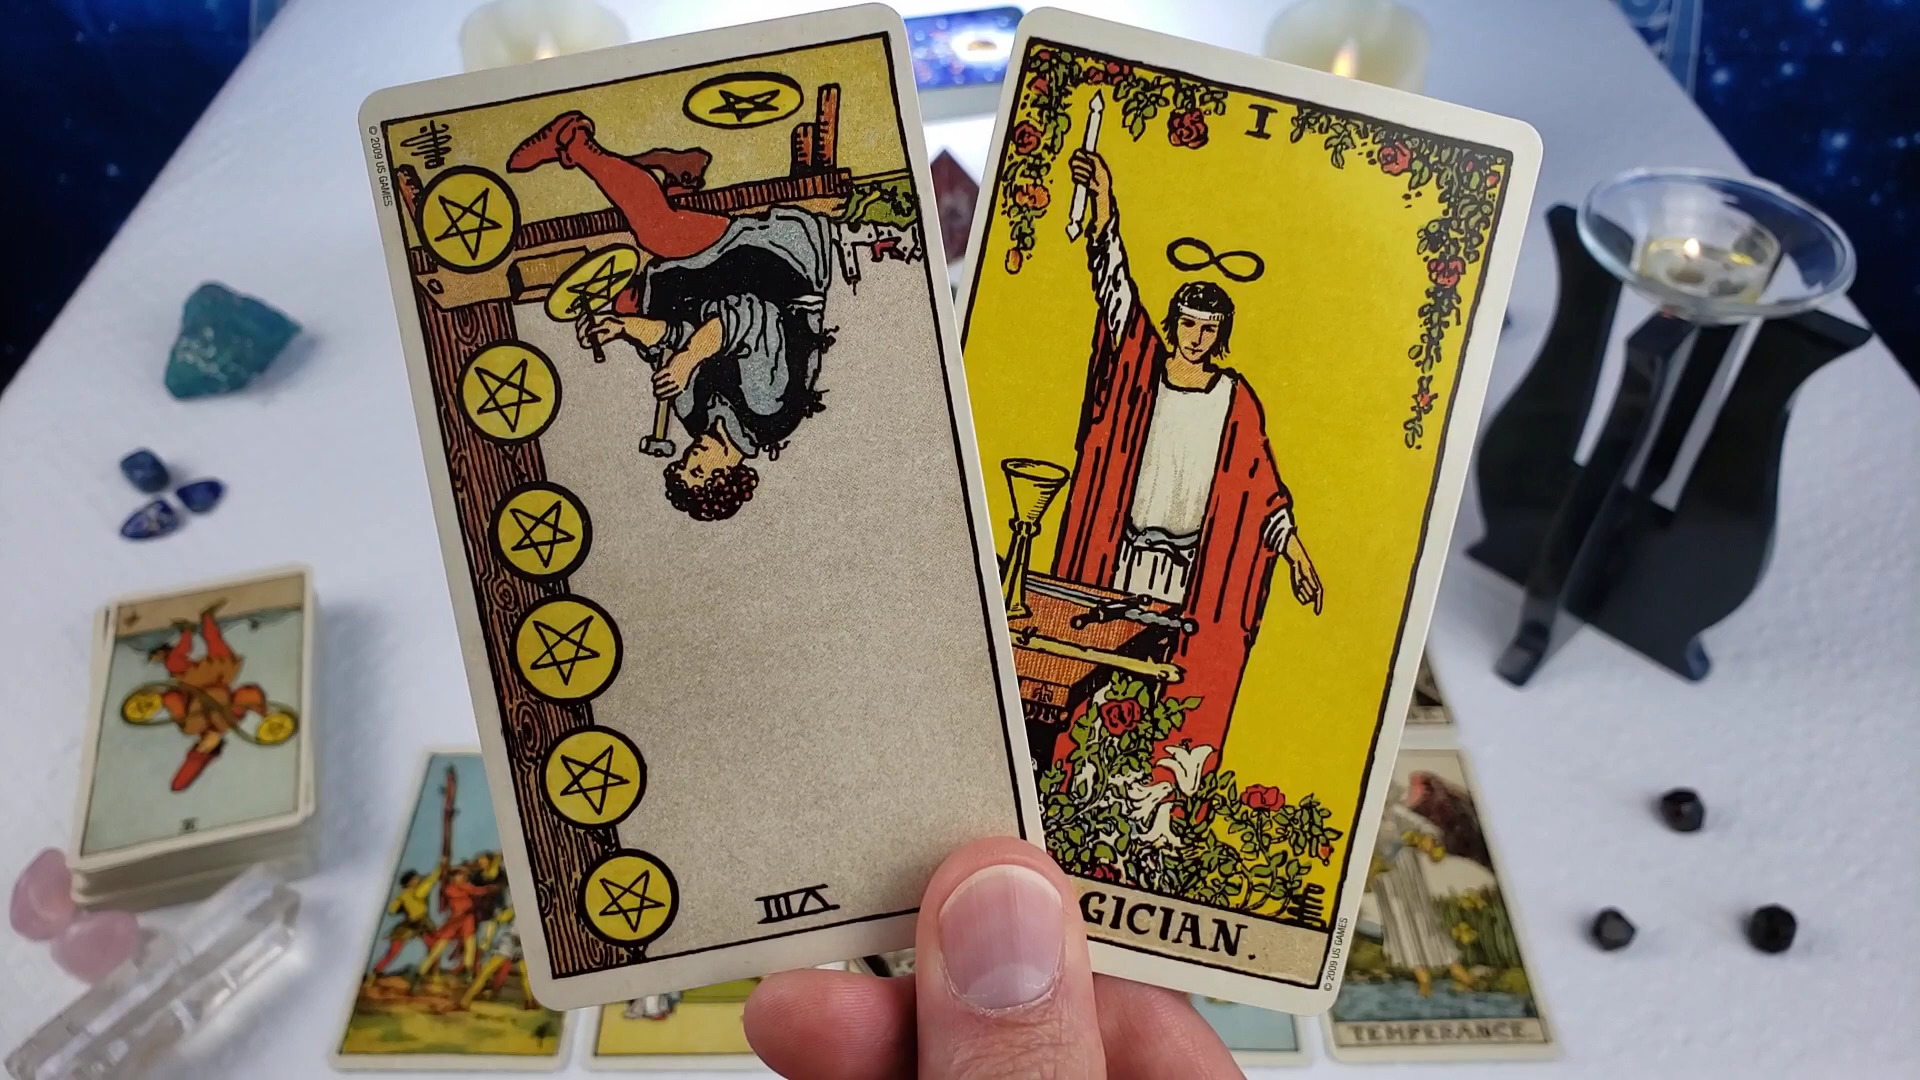 © 2009 US GAMES
VIII
I
GICIAN.
© 2009 US GAMES
TEMPERANCE.